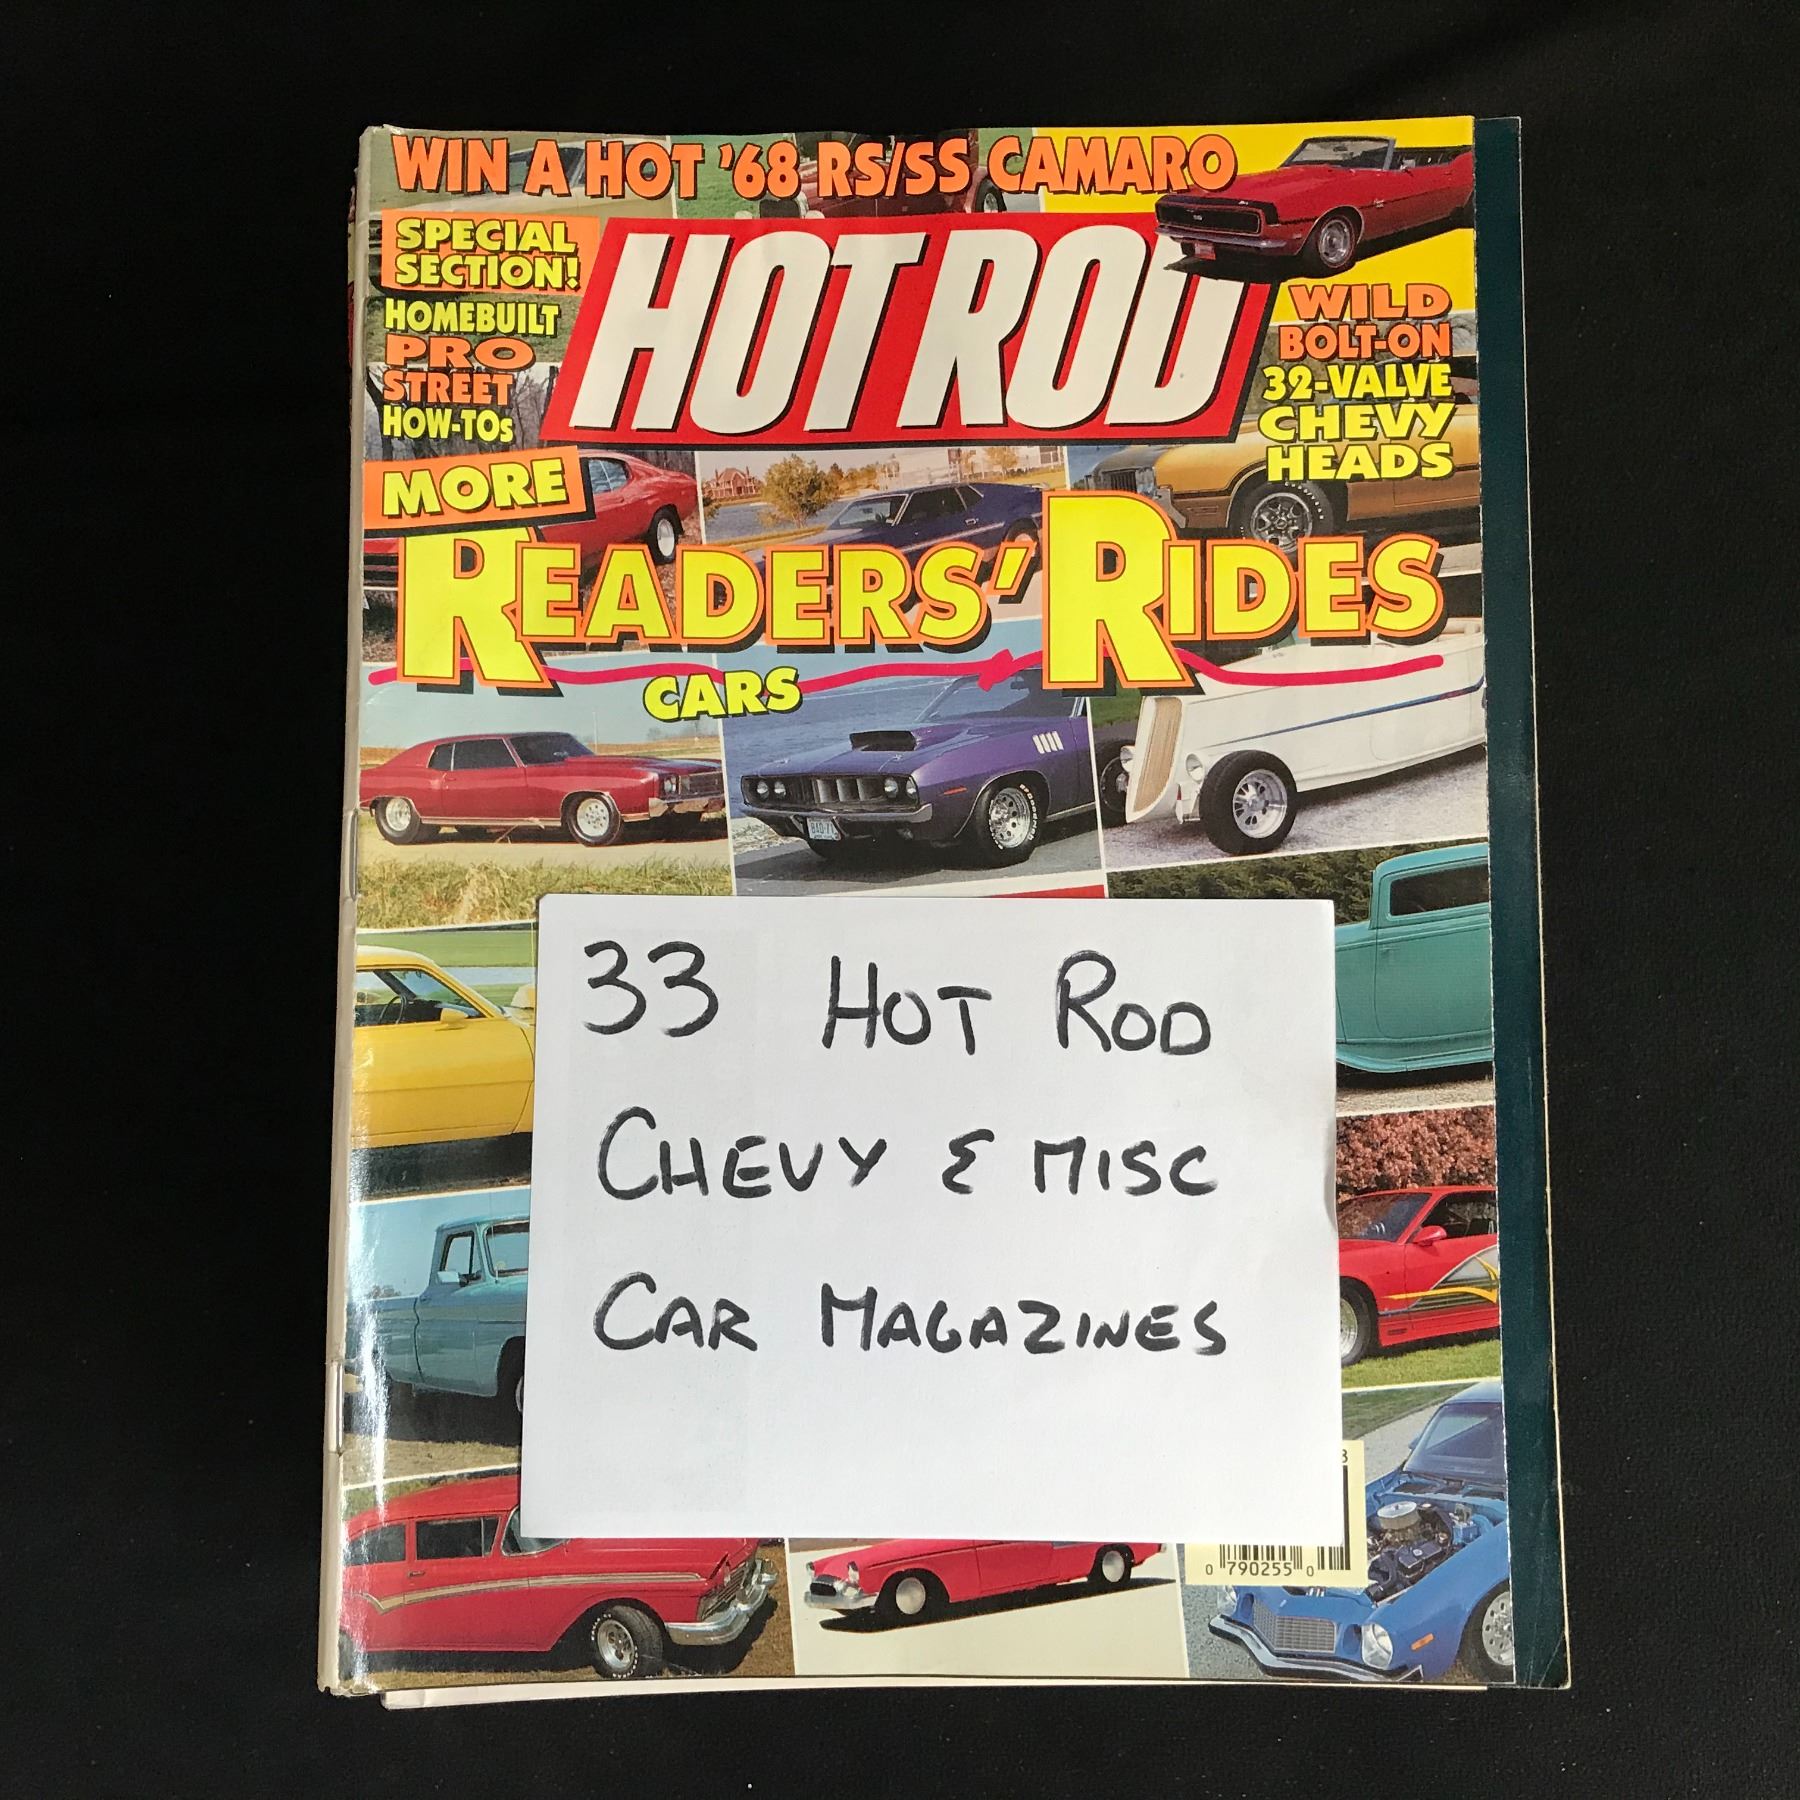 WIN A HOT '68 RS/SS CAMARO
SPECIAL
SECTION!
HOMEBUILT
PRO
STREET
HOW-TOs
HOT ROD
WILD
BOLT-ON
32-VALVE
CHEVY
HEADS
MORE
READERS' RIDES
CARS
33 HOT ROD
CHEVY & MISC
CAR MAGAZINES
0 790255 0